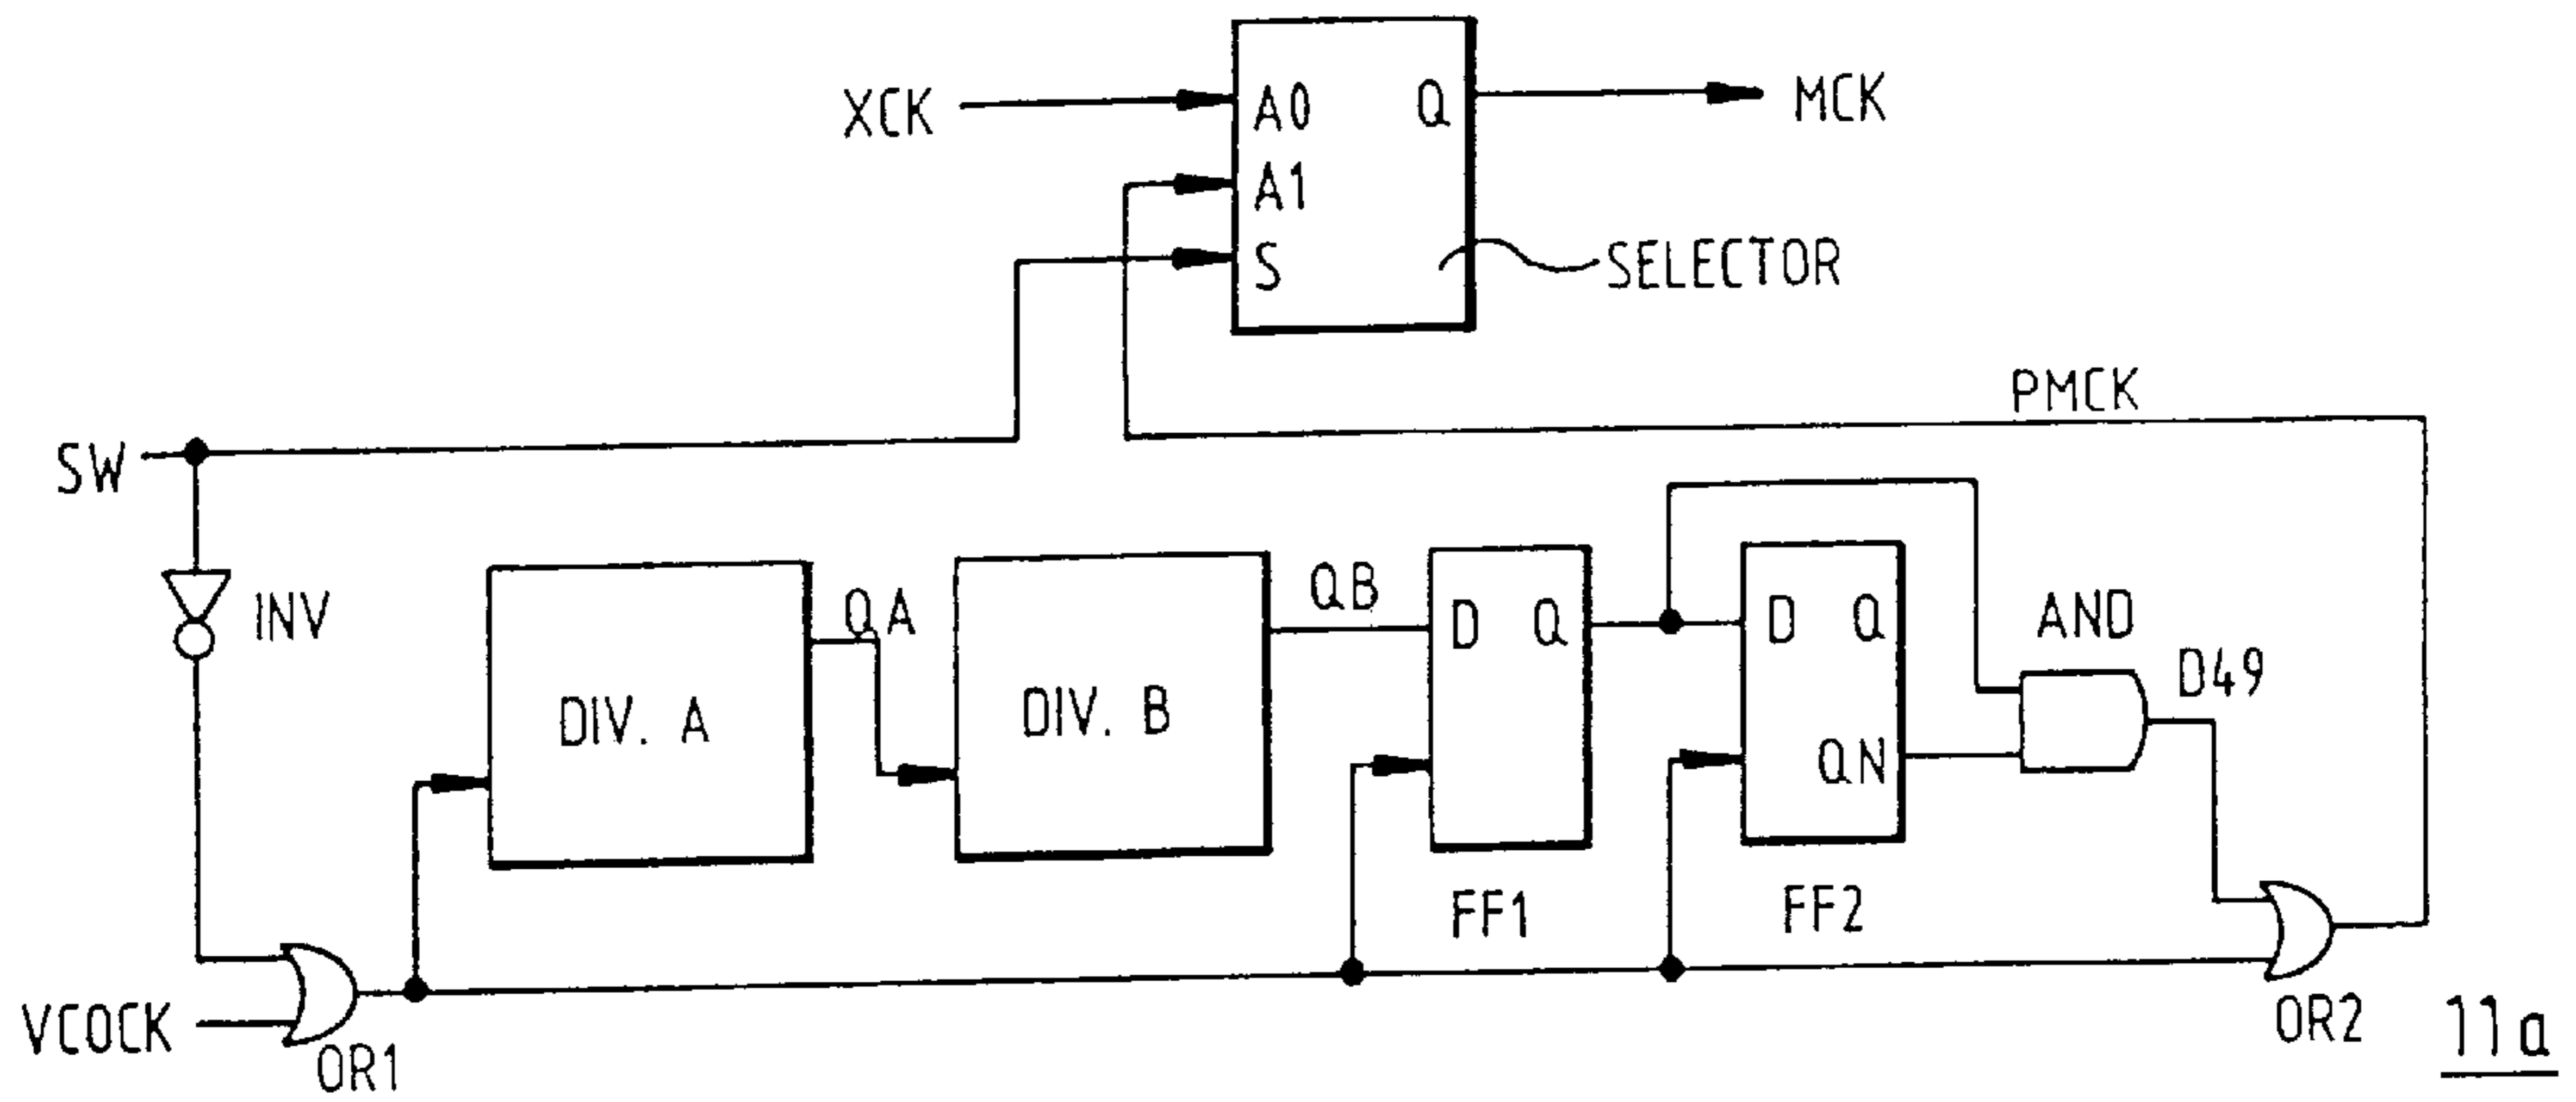 XCK
A0 Q
MCK
A1
S
SELECTOR
PMCK
SW
INV
DIV. A
QA
DIV. B
QB
D Q
FF1
D Q
QN
FF2
AND
D49
VCOCK
OR1
OR2
11a